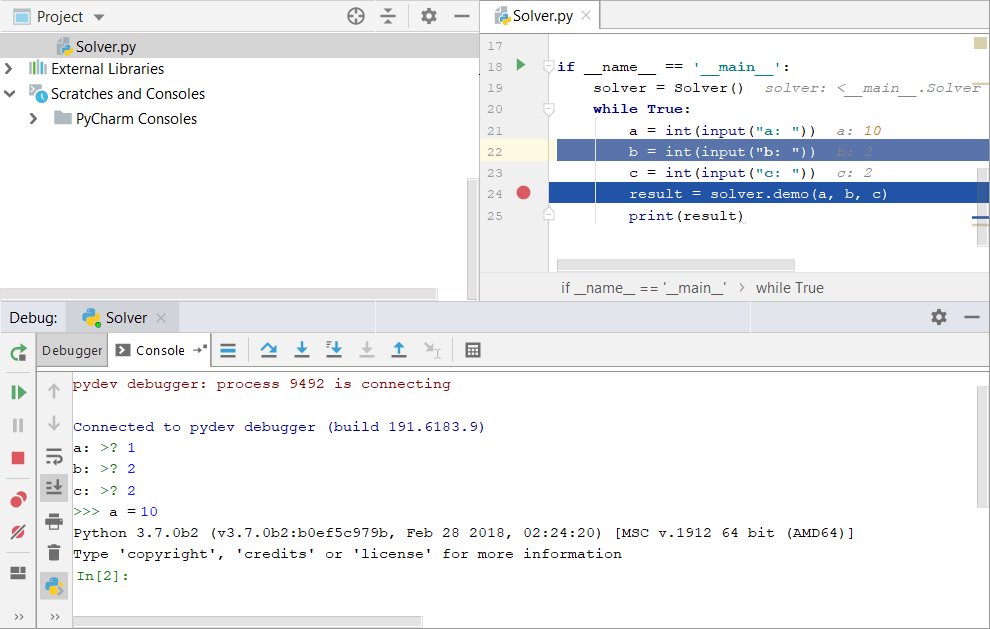 Project
Solver.py
External Libraries
Scratches and Consoles
PyCharm Consoles
Solver.py
17
18 if __name__ == '__main__':
19 solver = Solver() solver: <__main__.Solver
20 while True:
21 a = int(input("a: ")) a: 10
22 b = int(input("b: ")) b: 2
23 c = int(input("c: ")) c: 2
24 result = solver.demo(a, b, c)
25 print(result)
if __name__ == '__main__' › while True
Debug: Solver
Debugger Console
pydev debugger: process 9492 is connecting
Connected to pydev debugger (build 191.6183.9)
a: >? 1
b: >? 2
c: >? 2
>>> a =10
Python 3.7.0b2 (v3.7.0b2:b0ef5c979b, Feb 28 2018, 02:24:20) [MSC v.1912 64 bit (AMD64)]
Type 'copyright', 'credits' or 'license' for more information
In[2]: